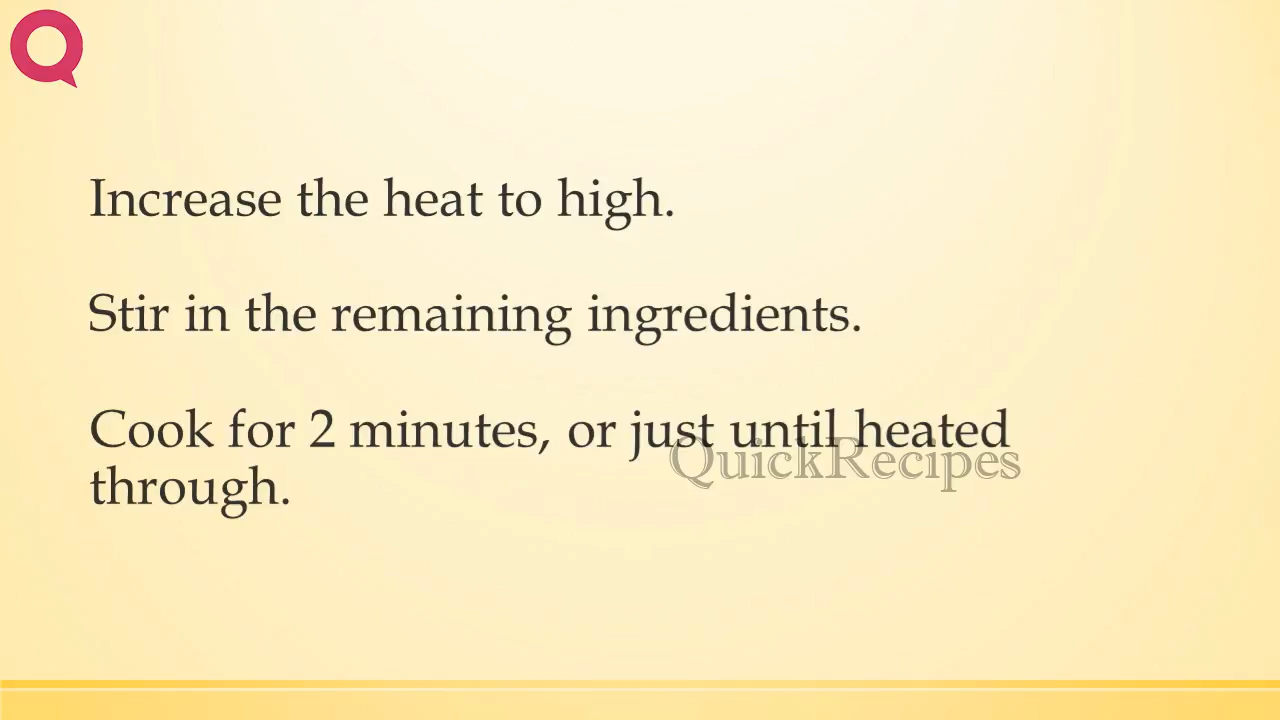 Increase the heat to high.
Stir in the remaining ingredients.
Cook for 2 minutes, or just until heated
through.
QuickRecipes